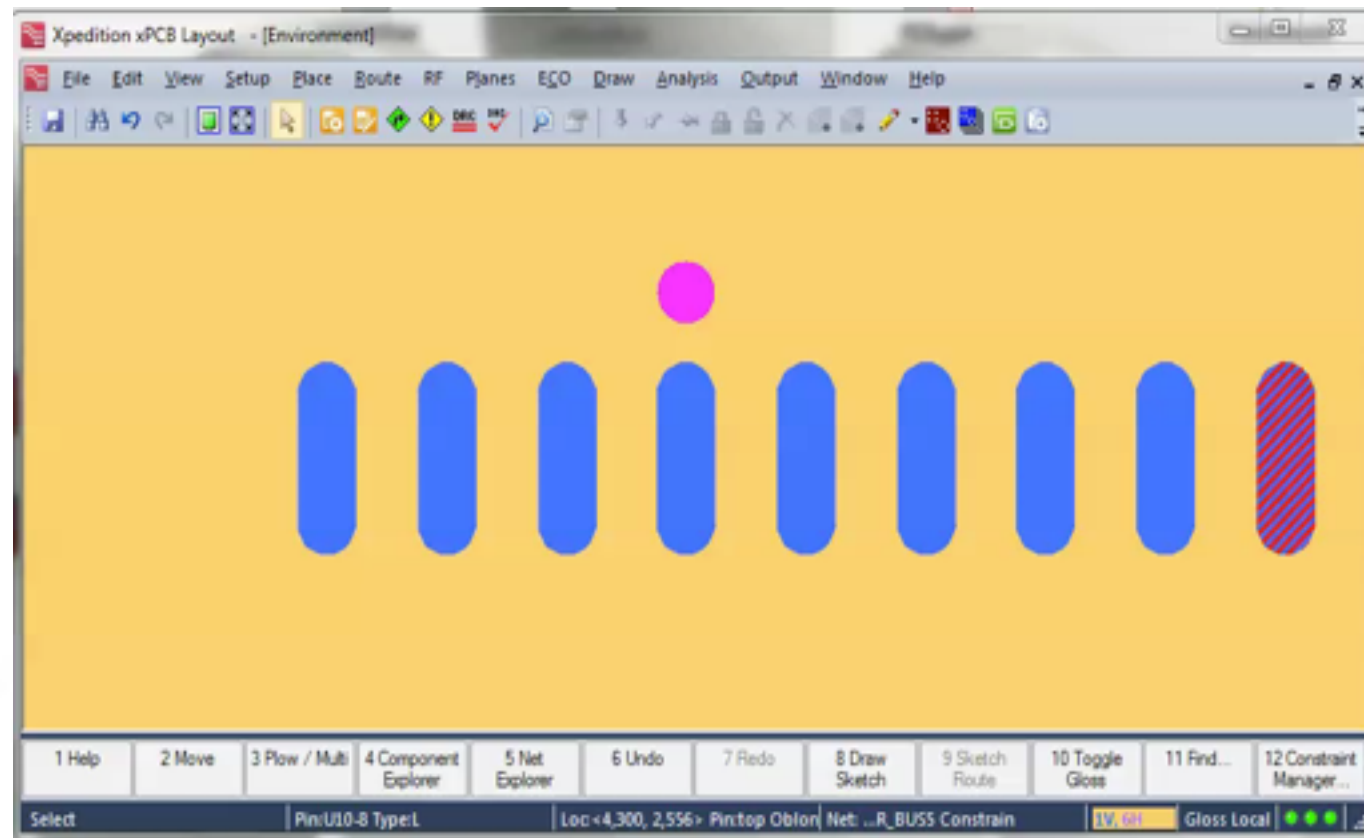 Xpedition xPCB Layout - [Environment]
File Edit View Setup Place Route RF Planes ECO Draw Analysis Output Window Help
DRC
1 Help 2 Move 3 Plow / Multi 4 Component Explorer 5 Net Explorer 6 Undo 7 Redo 8 Draw Sketch 9 Sketch Route 10 Toggle Gloss 11 Find... 12 Constraint Manager...
Select Pin:U10-8 Type:L Loc:<4,300, 2,556> Pin:top Oblon Net: ...R_BUS5 Constrain 1V, 6H Gloss Local